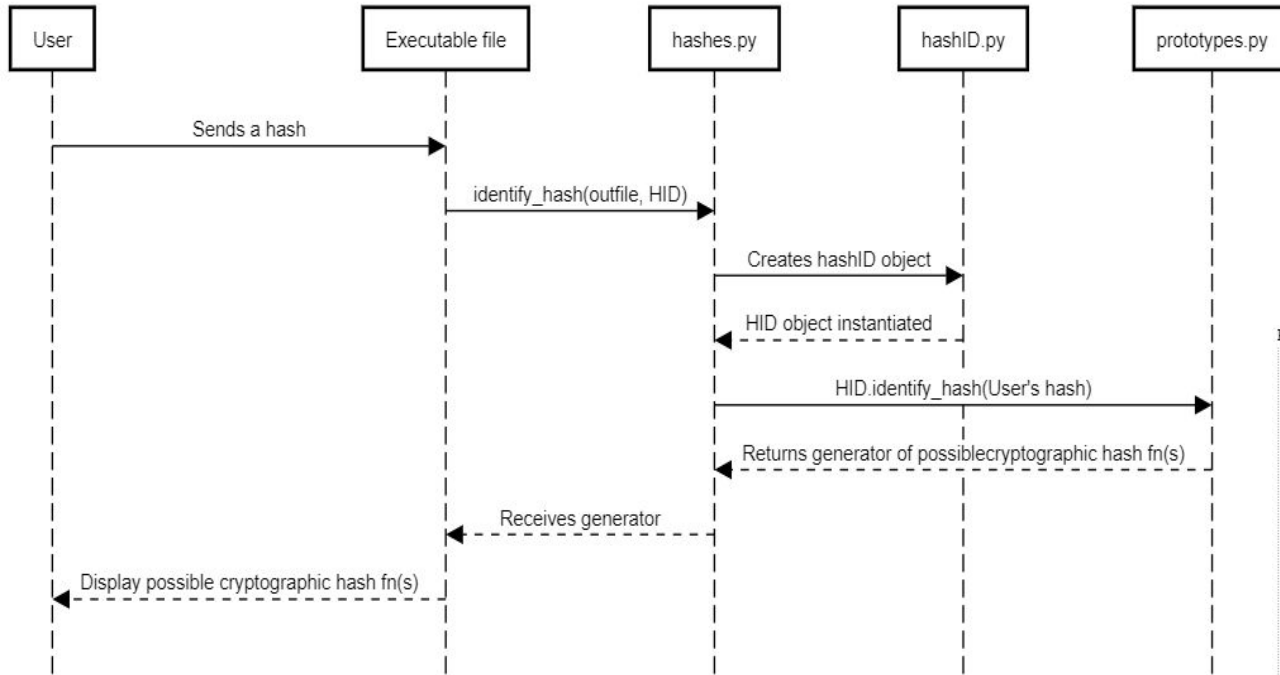 User
Executable file
hashes.py
hashID.py
prototypes.py
Sends a hash
identify_hash(outfile, HID)
Creates hashID object
HID object instantiated
HID.identify_hash(User's hash)
Returns generator of possiblecryptographic hash fn(s)
Receives generator
Display possible cryptographic hash fn(s)